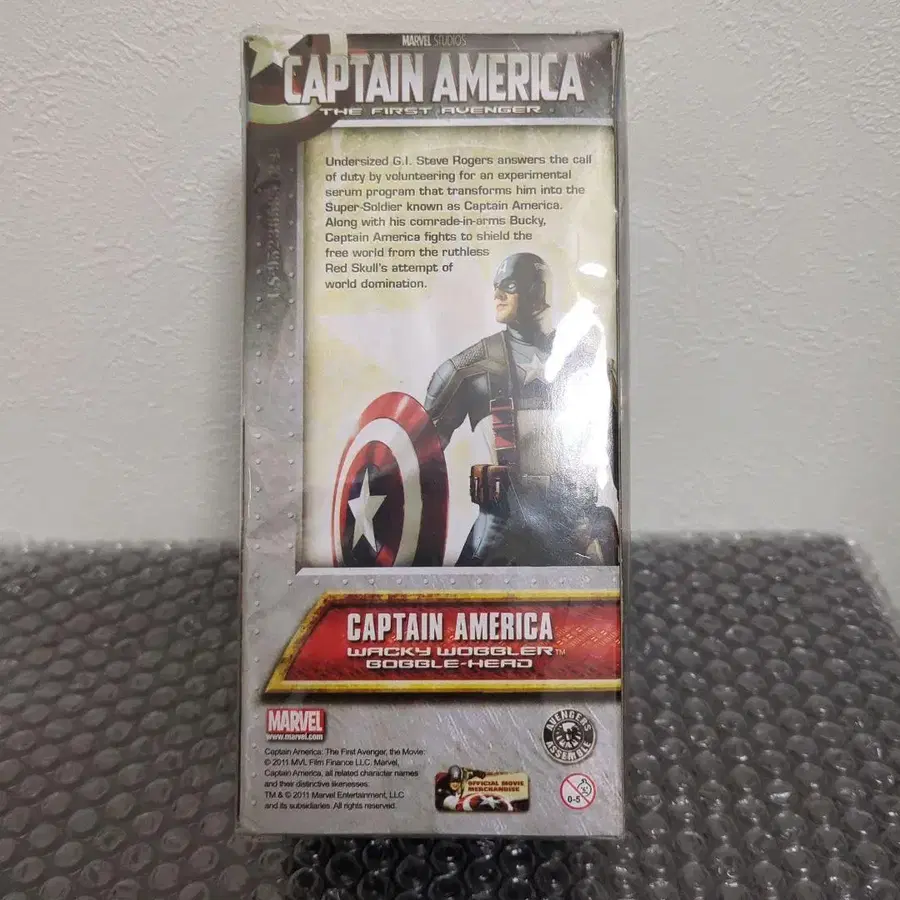 MARVEL STUDIOS
CAPTAIN AMERICA™
THE FIRST AVENGER
Undersized G.I. Steve Rogers answers the call
of duty by volunteering for an experimental
serum program that transforms him into the
Super-Soldier known as Captain America.
Along with his comrade-in-arms Bucky,
Captain America fights to shield the
free world from the ruthless
Red Skull's attempt of
world domination.
CAPTAIN AMERICA
WACKY WOBBLER™
BOBBLE-HEAD
MARVEL
www.marvel.com
AVENGERS
ASSEMBLE
Captain America: The First Avenger, the Movie:
© 2011 MVL Film Finance LLC. Marvel,
Captain America, all related character names
and their distinctive likenesses:
TM & © 2011 Marvel Entertainment, LLC
and its subsidiaries. All rights reserved.
OFFICIAL MOVIE
MERCHANDISE
0-5